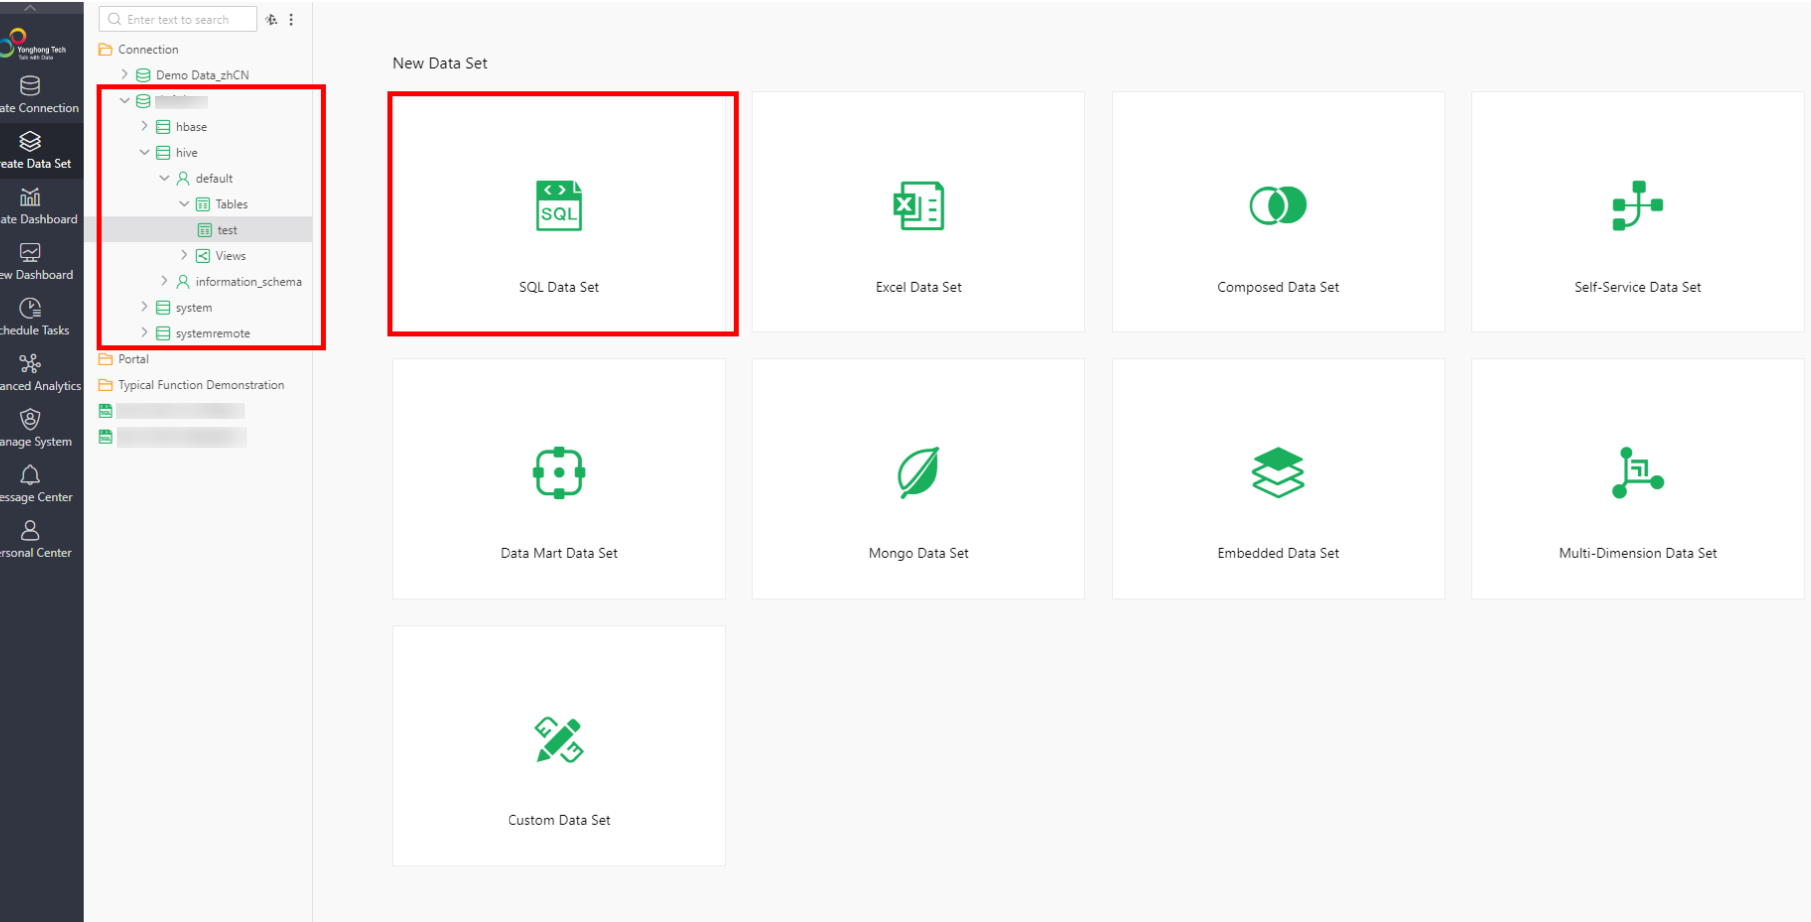 Yonghong Tech
Talk with Data
ate Connection
reate Data Set
ate Dashboard
ew Dashboard
chedule Tasks
anced Analytics
anage System
essage Center
ersonal Center
Enter text to search
Connection
Demo Data_zhCN
hbase
hive
default
Tables
test
Views
information_schema
system
systemremote
Portal
Typical Function Demonstration
New Data Set
SQL
SQL Data Set
Excel Data Set
Composed Data Set
Self-Service Data Set
Data Mart Data Set
Mongo Data Set
Embedded Data Set
Multi-Dimension Data Set
Custom Data Set